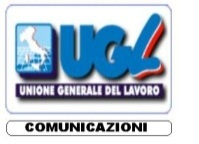 UGL
UNIONE GENERALE DEL LAVORO
COMUNICAZIONI